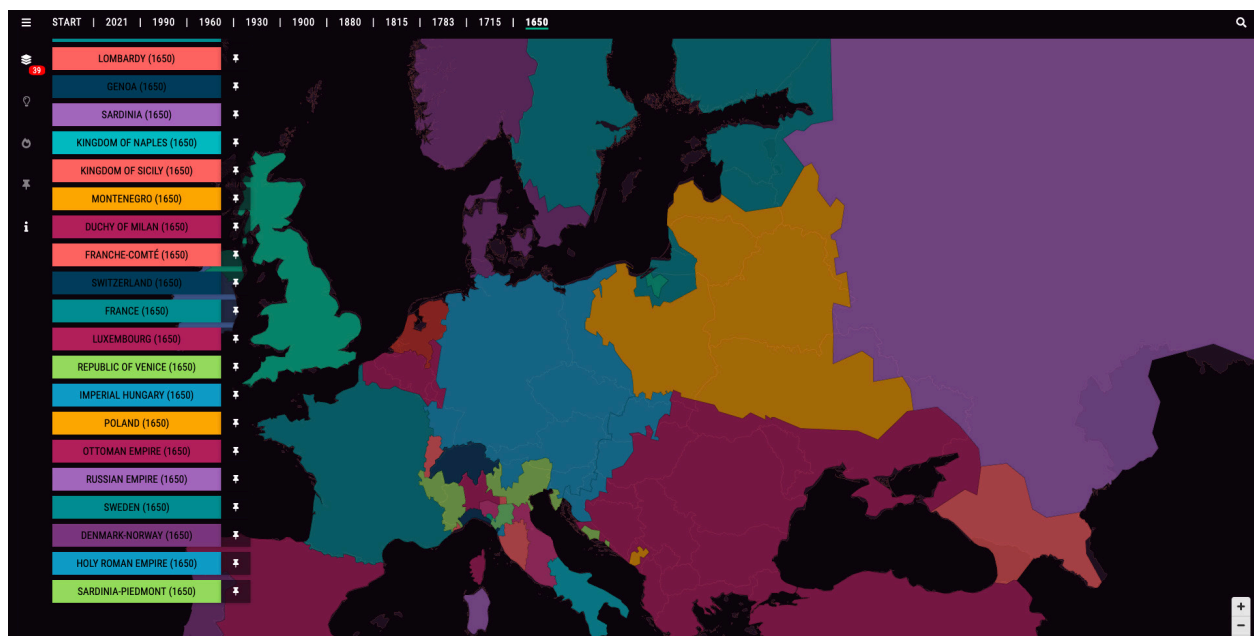 START | 2021 | 1990 | 1960 | 1930 | 1900 | 1880 | 1815 | 1783 | 1715 | 1650
39
LOMBARDY (1650)
GENOA (1650)
SARDINIA (1650)
KINGDOM OF NAPLES (1650)
KINGDOM OF SICILY (1650)
MONTENEGRO (1650)
DUCHY OF MILAN (1650)
FRANCHE-COMTÉ (1650)
SWITZERLAND (1650)
FRANCE (1650)
LUXEMBOURG (1650)
REPUBLIC OF VENICE (1650)
IMPERIAL HUNGARY (1650)
POLAND (1650)
OTTOMAN EMPIRE (1650)
RUSSIAN EMPIRE (1650)
SWEDEN (1650)
DENMARK-NORWAY (1650)
HOLY ROMAN EMPIRE (1650)
SARDINIA-PIEDMONT (1650)
+
−